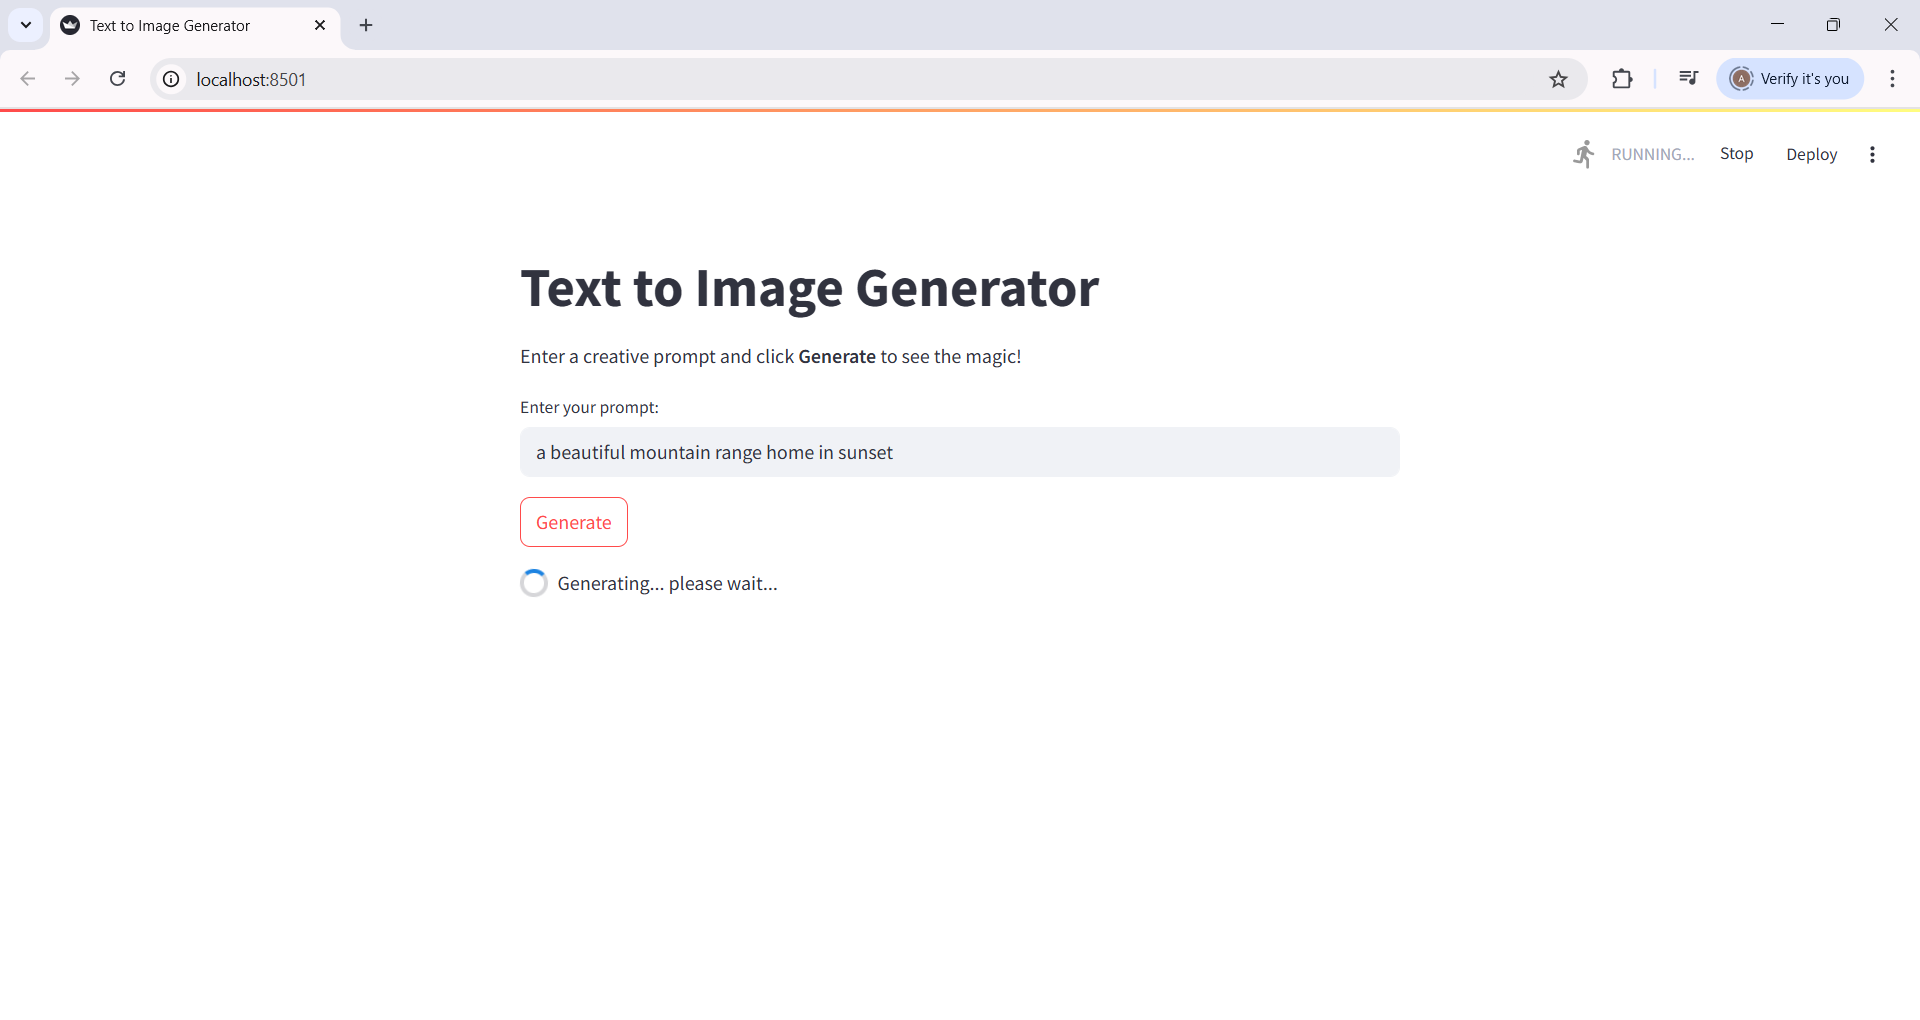 Text to Image Generator
localhost:8501
A Verify it's you
RUNNING... Stop Deploy
Text to Image Generator
Enter a creative prompt and click Generate to see the magic!
Enter your prompt:
a beautiful mountain range home in sunset
Generate
Generating... please wait...